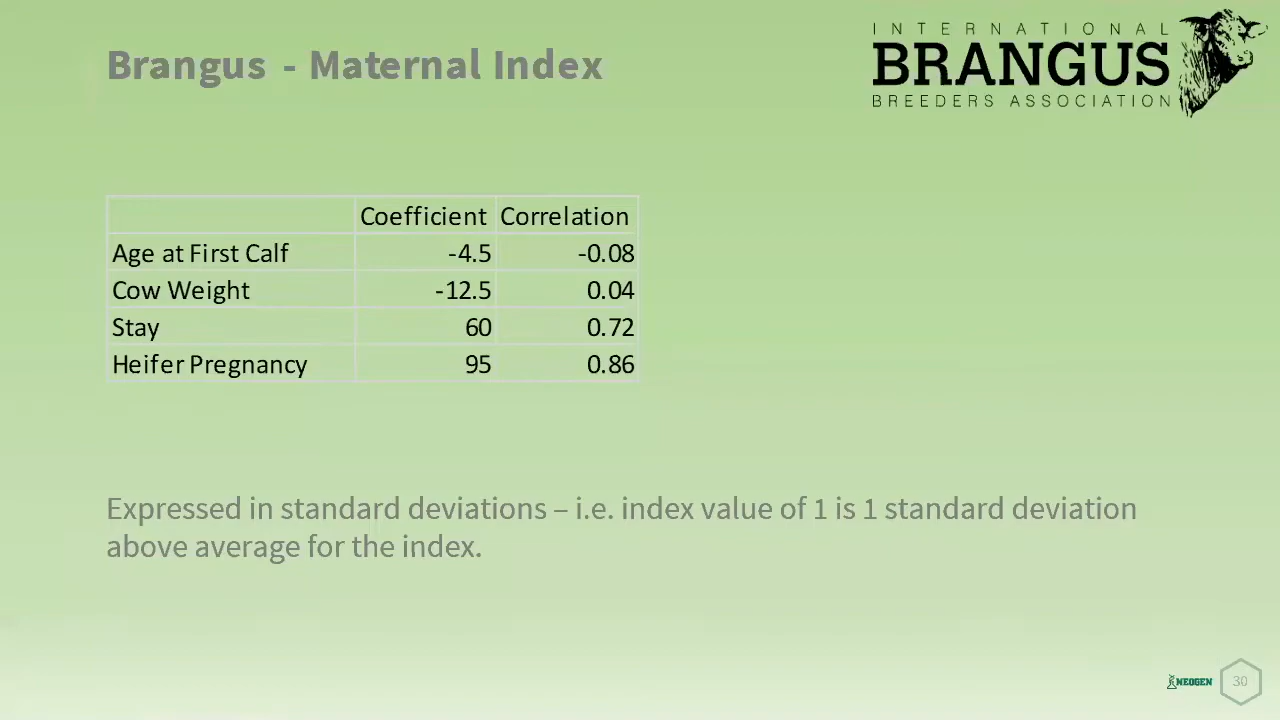 Brangus - Maternal Index
INTERNATIONAL
BRANGUS
BREEDERS ASSOCIATION
Coefficient Correlation
Age at First Calf -4.5 -0.08
Cow Weight -12.5 0.04
Stay 60 0.72
Heifer Pregnancy 95 0.86
Expressed in standard deviations – i.e. index value of 1 is 1 standard deviation
above average for the index.
NEOGEN
30